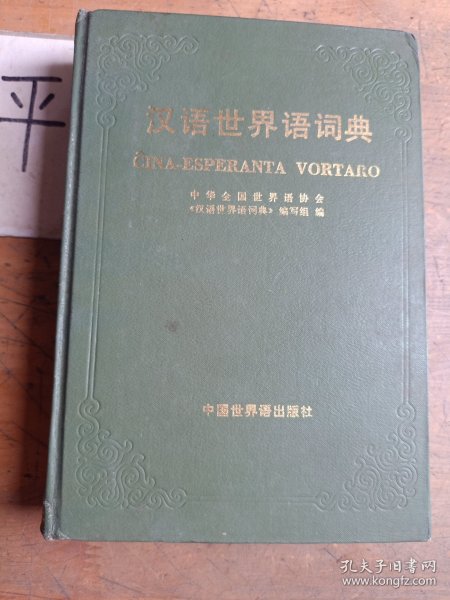 平
汉语世界语词典
ĈINA-ESPERANTA VORTARO
中华全国世界语协会
《汉语世界语词典》编写组 编
中国世界语出版社
孔夫子旧书网
www.kongfz.com